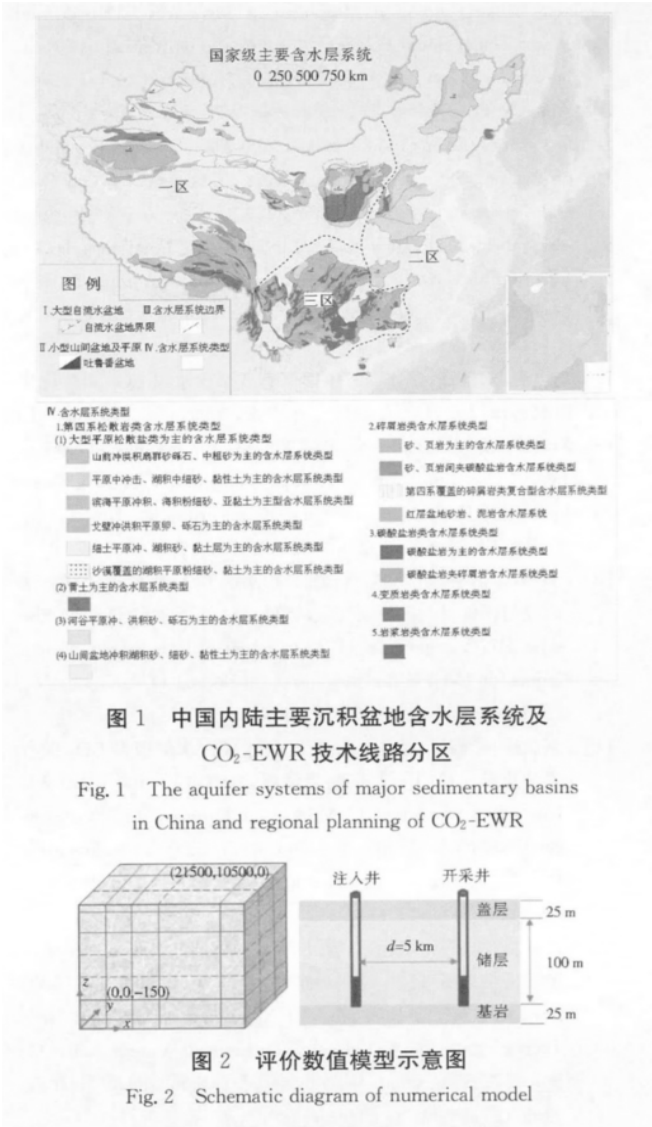 国家级主要含水层系统
0 250 500 750 km
一区
二区
三区
图 例
Ⅰ.大型自流水盆地 Ⅲ.含水层系统边界
自流水盆地界限
Ⅱ.小型山间盆地及平原 Ⅳ.含水层系统类型
吐鲁番盆地
Ⅳ.含水层系统类型
1.第四系松散岩类含水层系统类型
(1)大型平原松散盐类为主的含水层系统类型
山前冲洪积扇群砂砾石、中粗砂为主的含水层系统类型
平原中冲击、湖积中细砂、黏性土为主的含水层系统类型
滨海平原冲积、海积粉细砂、亚黏土为主型含水层系统类型
冲洪积平原卵、砾石为主的含水层系统类型
细土平原冲、湖积砂、黏土层为主的含水层系统类型
沙漠覆盖的湖积平原粉细砂、黏土为主的含水层系统类型
(2)黄土为主的含水层系统类型
(3)河谷平原冲、洪积砂、砾石为主的含水层系统类型
(4)山间盆地冲积湖积砂、细砂、黏性土为主的含水层系统类型
2.碎屑岩类含水层系统类型
砂、页岩为主的含水层系统类型
砂、页岩间夹碳酸盐岩含水层系统类型
第四系覆盖的碎屑岩类复合型含水层系统类型
红层盆地砂岩、泥岩含水层系统
3.碳酸盐岩类含水层系统类型
碳酸盐岩为主的含水层系统类型
碳酸盐岩夹碎屑岩含水层系统类型
4.变质岩类含水层系统类型
5.岩浆岩类含水层系统类型
图 1 中国内陆主要沉积盆地含水层系统及
CO₂-EWR 技术线路分区
Fig. 1 The aquifer systems of major sedimentary basins
in China and regional planning of CO₂-EWR
(21500,10500,0)
(0,0,-150)
z
y
x
注入井 开采井
盖层 25 m
d=5 km
储层 100 m
基岩 25 m
图 2 评价数值模型示意图
Fig. 2 Schematic diagram of numerical model